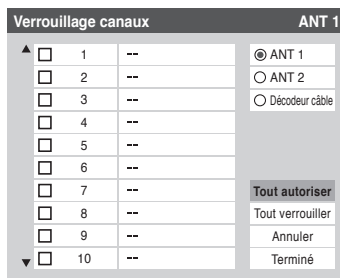 Verrouillage canaux ANT 1
1 --
2 --
3 --
4 --
5 --
6 --
7 --
8 --
9 --
10 --
ANT 1
ANT 2
Décodeur câble
Tout autoriser
Tout verrouiller
Annuler
Terminé